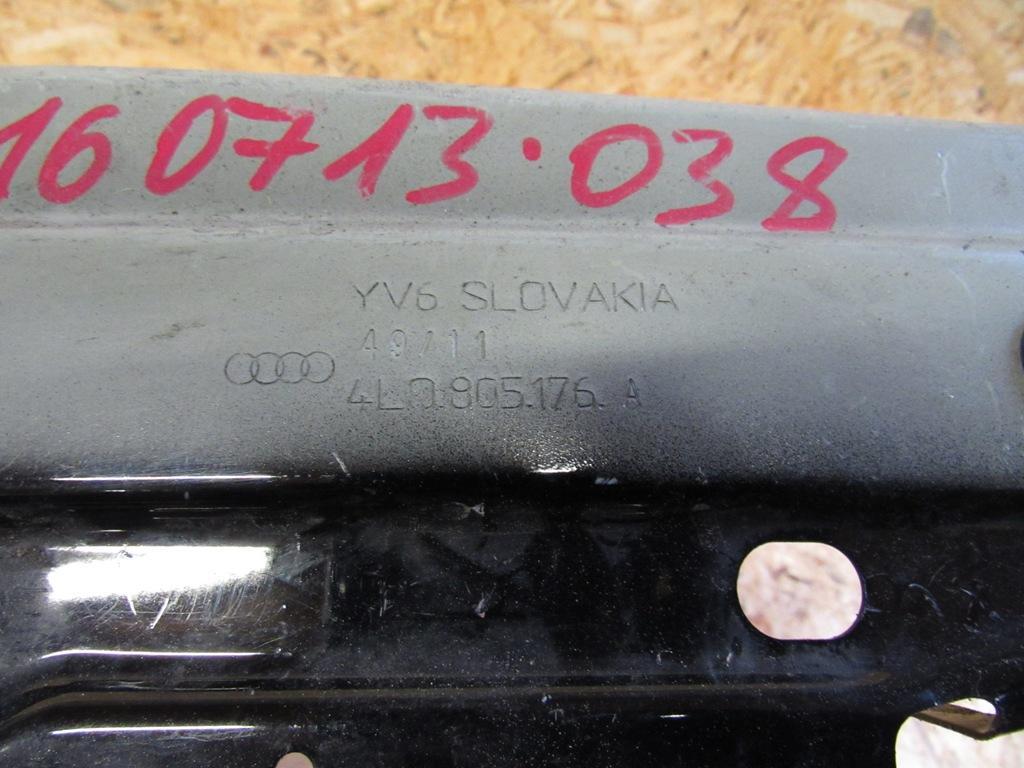 160713.038
YV6 SLOVAKIA
49/11
4L0.805.176. A